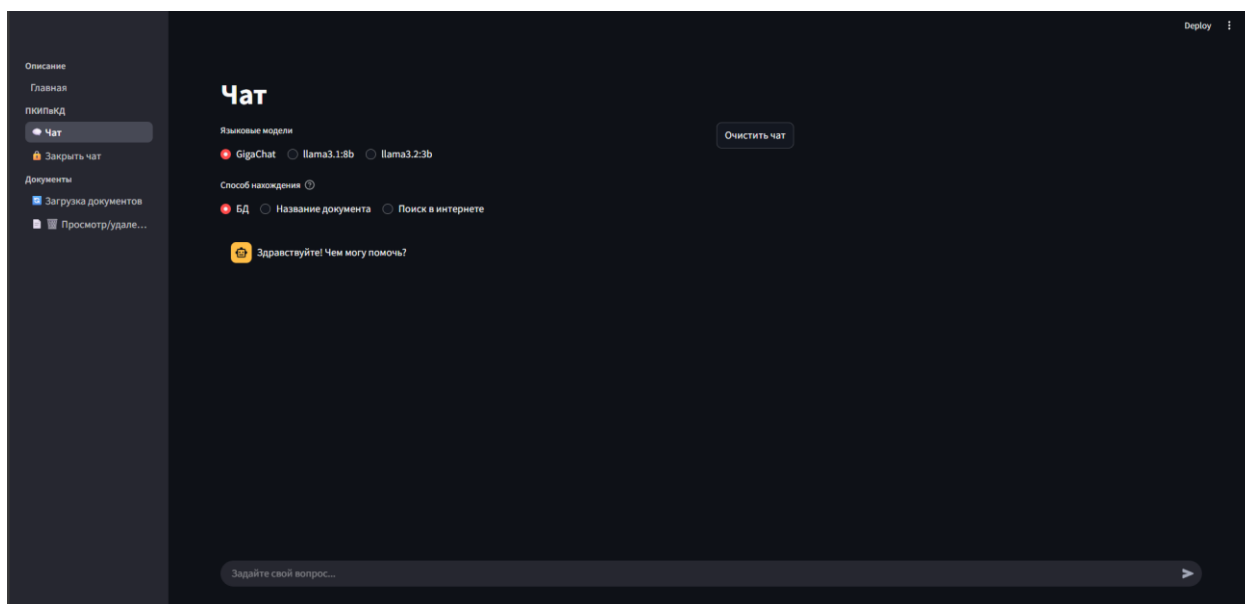 Deploy
Описание
Главная
ПКИПвКД
Чат
Закрыть чат
Документы
Загрузка документов
Просмотр/удале...
Чат
Языковые модели
Очистить чат
GigaChat llama3.1:8b llama3.2:3b
Способ нахождения
БД Название документа Поиск в интернете
Здравствуйте! Чем могу помочь?
Задайте свой вопрос...